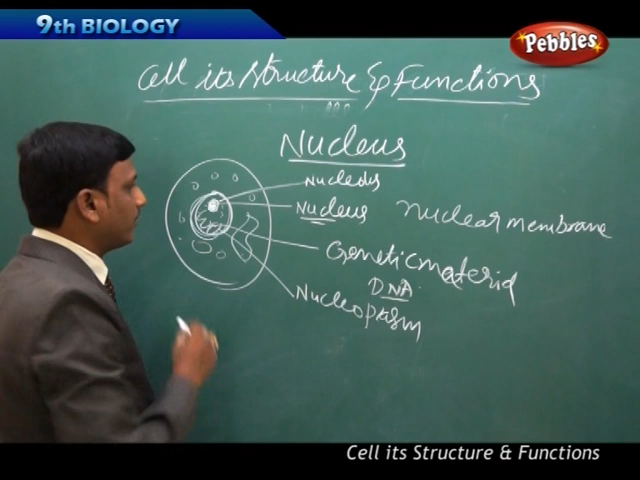 9th BIOLOGY
Pebbles
Cell its Structure & Functions
Nucleus
Nucleolus
Nucleus nuclear membrane
Genetic material
DNA
Nucleoplasm
Cell its Structure & Functions